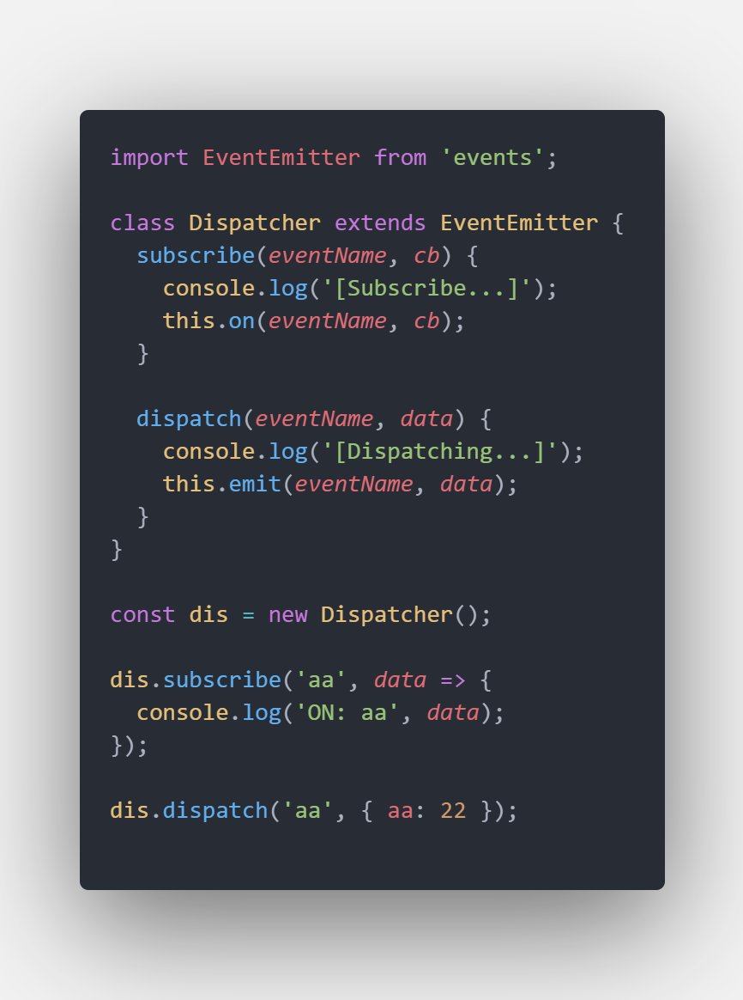 import EventEmitter from 'events';
class Dispatcher extends EventEmitter {
  subscribe(eventName, cb) {
    console.log('[Subscribe...]');
    this.on(eventName, cb);
  }
  dispatch(eventName, data) {
    console.log('[Dispatching...]');
    this.emit(eventName, data);
  }
}
const dis = new Dispatcher();
dis.subscribe('aa', data => {
  console.log('ON: aa', data);
});
dis.dispatch('aa', { aa: 22 });